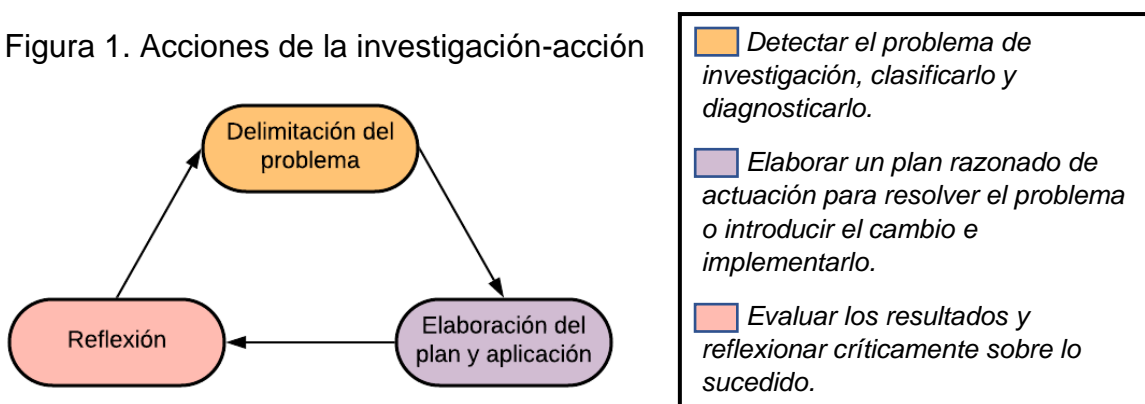 Figura 1. Acciones de la investigación-acción
Delimitación del
problema
Reflexión
Elaboración del
plan y aplicación
Detectar el problema de
investigación, clasificarlo y
diagnosticarlo.
Elaborar un plan razonado de
actuación para resolver el problema
o introducir el cambio e
implementarlo.
Evaluar los resultados y
reflexionar críticamente sobre lo
sucedido.